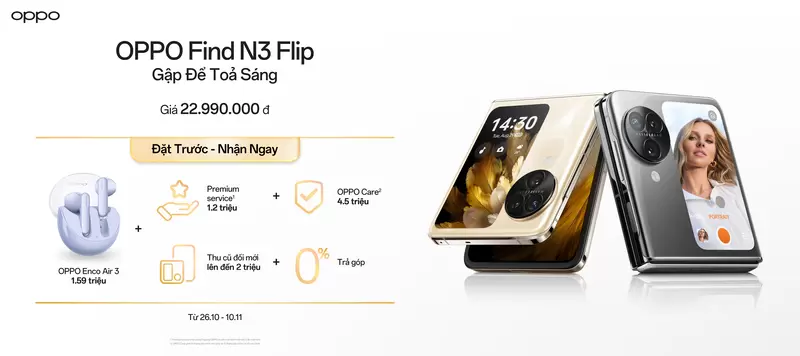 oppo
OPPO Find N3 Flip
Gập Để Toả Sáng
Giá 22.990.000 đ
Đặt Trước - Nhận Ngay
OPPO Enco Air 3
1.59 triệu
+
Premium
service¹
1.2 triệu
+
OPPO Care²
4.5 triệu
Thu cũ đổi mới
lên đến 2 triệu
+
0%
Trả góp
Từ 26.10 - 10.11
14:30
PORTRAIT